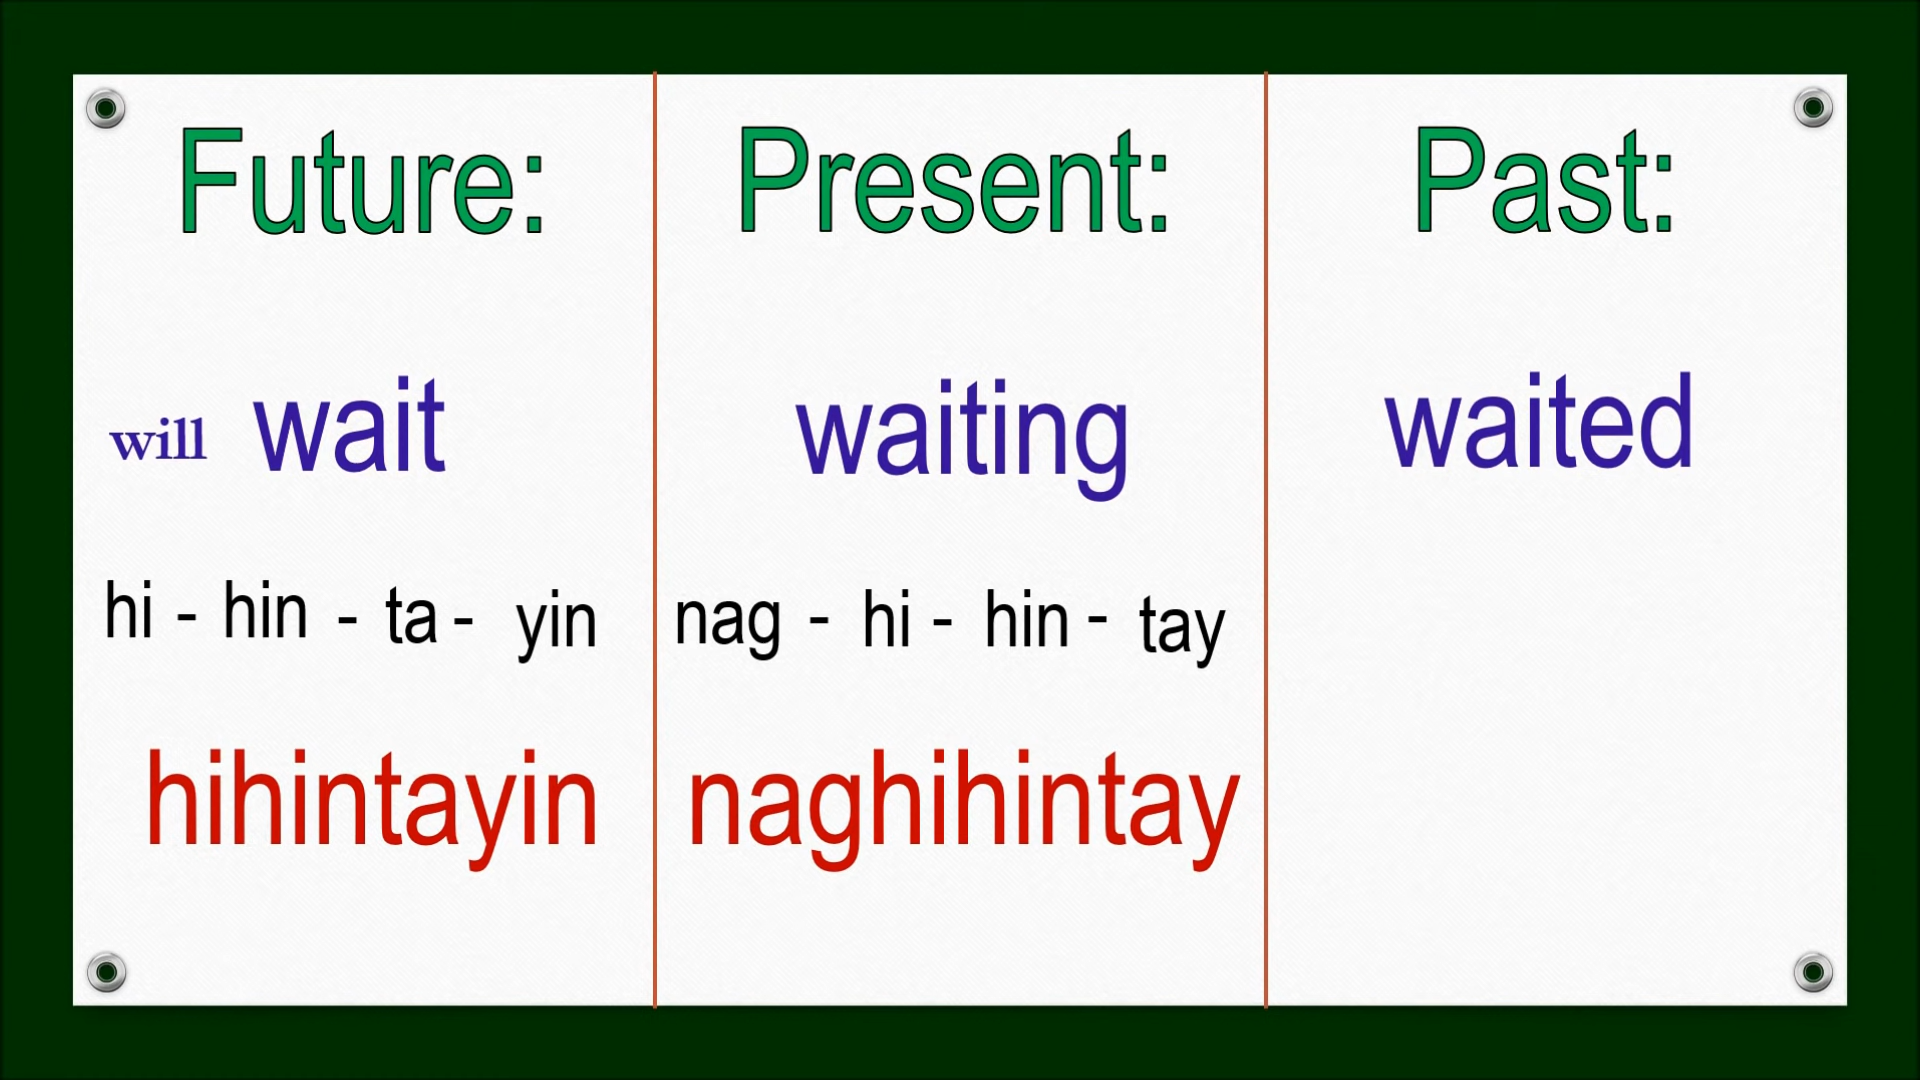 Future:
will wait
hi - hin - ta - yin
hihintayin
Present:
waiting
nag - hi - hin - tay
naghihintay
Past:
waited